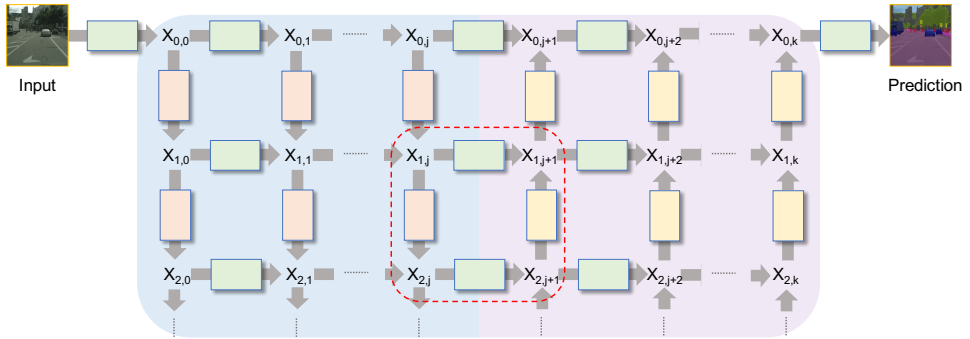 X0,0 X0,1 X0,j X0,j+1 X0,j+2 X0,k
Input Prediction
X1,0 X1,1 X1,j X1,j+1 X1,j+2 X1,k
X2,0 X2,1 X2,j X2,j+1 X2,j+2 X2,k